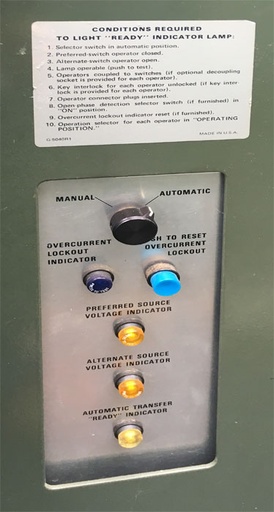 CONDITIONS REQUIRED
TO LIGHT "READY" INDICATOR LAMP:
1. Selector switch in automatic position.
2. Preferred-switch operator closed.
3. Alternate-switch operator open.
4. Lamp operable (push to test).
5. Operators coupled to switches (if optional decoupling
socket is provided for each operator).
6. Key interlock for each operator unlocked (if key inter-
lock is provided for each operator).
7. Operator connector plugs inserted.
8. Open-phase detection selector switch (if furnished) in
"ON" position.
9. Overcurrent lockout indicator reset (if furnished).
10. Operation selector for each operator in "OPERATING
POSITION."
MADE IN U.S.A.
MANUAL
AUTOMATIC
OVERCURRENT
LOCKOUT
INDICATOR
SH TO RESET
OVERCURRENT
LOCKOUT
PREFERRED SOURCE
VOLTAGE INDICATOR
ALTERNATE SOURCE
VOLTAGE INDICATOR
AUTOMATIC TRANSFER
"READY" INDICATOR